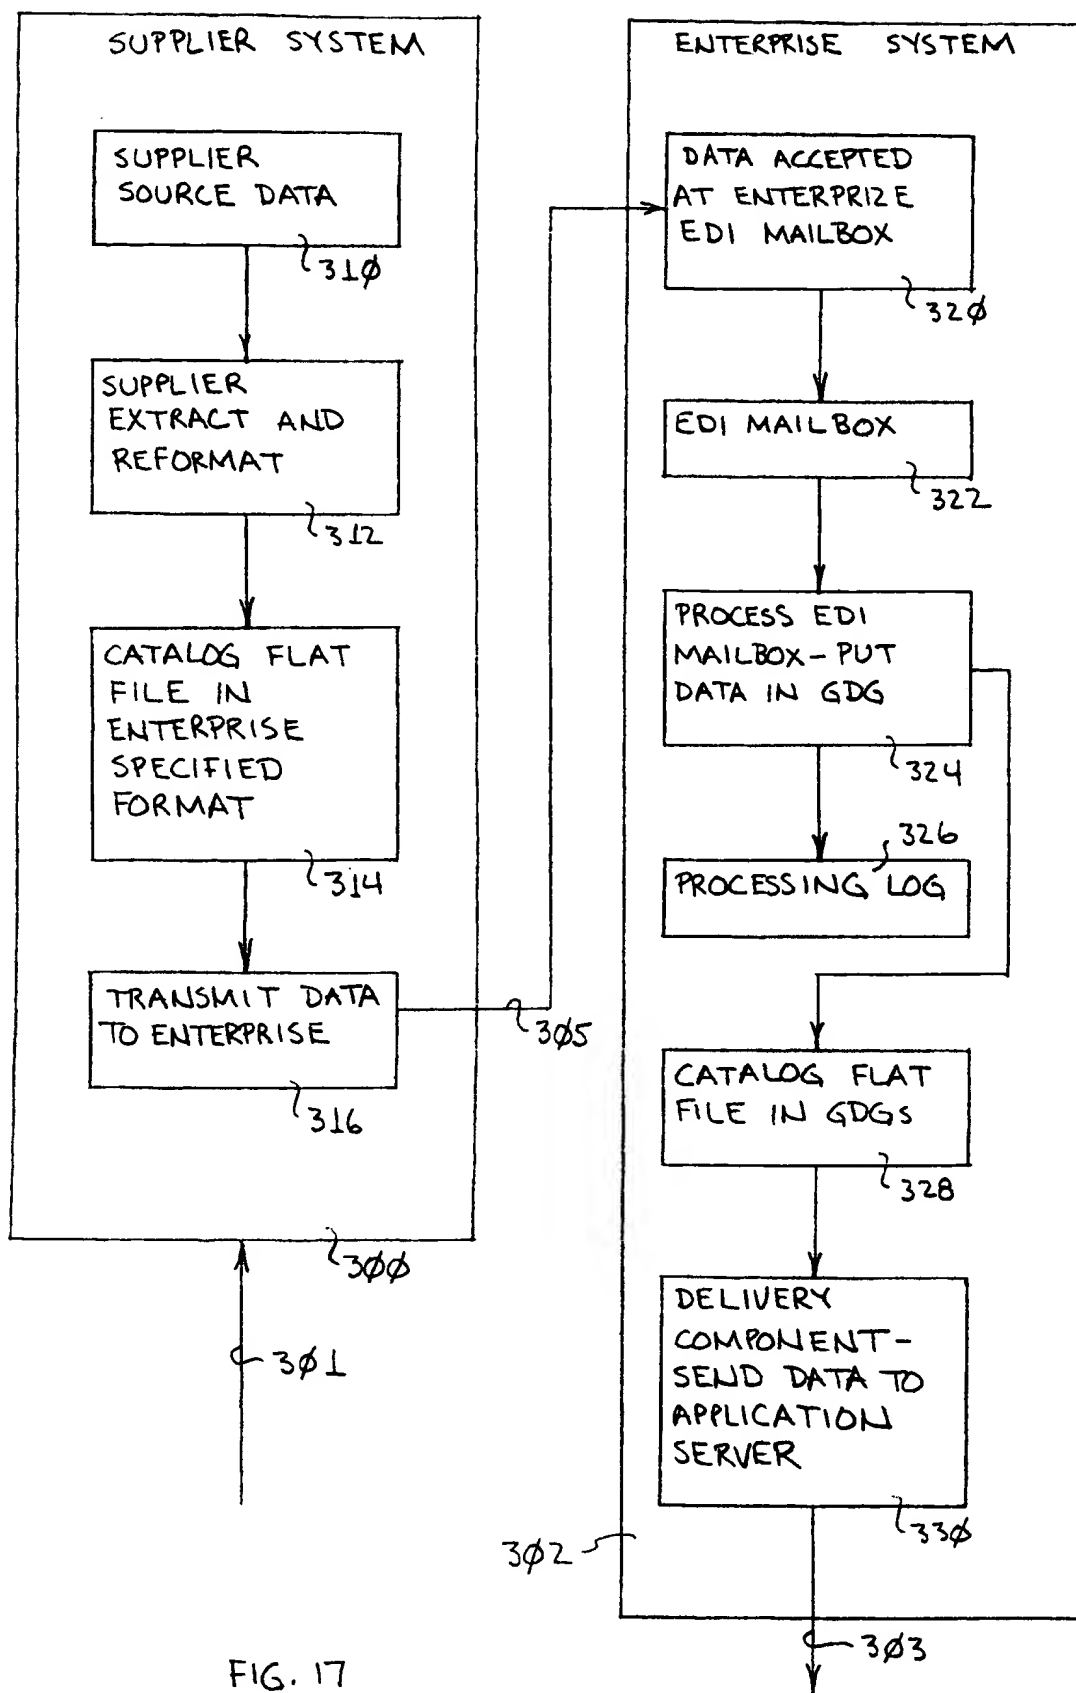 SUPPLIER SYSTEM
SUPPLIER
SOURCE DATA
310
SUPPLIER
EXTRACT AND
REFORMAT
312
CATALOG FLAT
FILE IN
ENTERPRISE
SPECIFIED
FORMAT
314
TRANSMIT DATA
TO ENTERPRISE
316
300
301
305
ENTERPRISE SYSTEM
DATA ACCEPTED
AT ENTERPRIZE
EDI MAILBOX
320
EDI MAILBOX
322
PROCESS EDI
MAILBOX-PUT
DATA IN GDG
324
326
PROCESSING LOG
CATALOG FLAT
FILE IN GDGS
328
DELIVERY
COMPONENT-
SEND DATA TO
APPLICATION
SERVER
330
302
303
FIG. 17